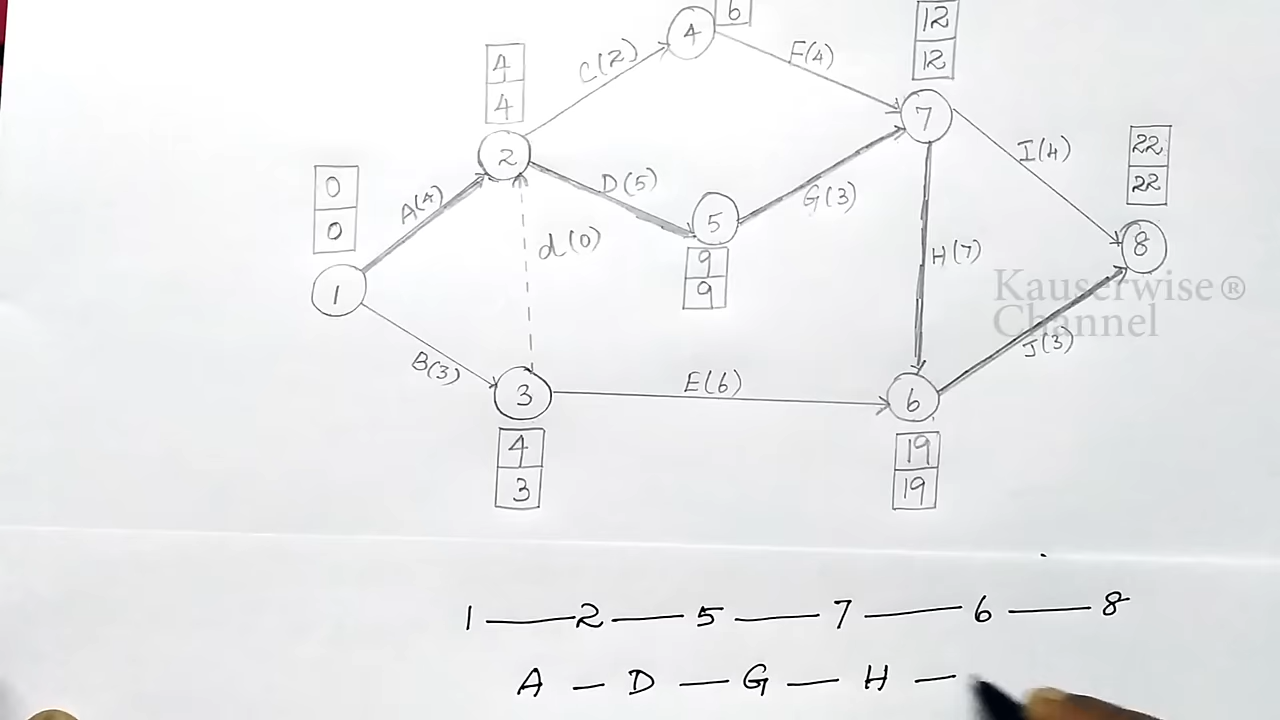 6
4
C(2)
F(4)
12
12
7
4
4
2
I(4)
22
22
8
0
0
A(4)
D(5)
G(3)
5
9
9
d(0)
H(7)
1
B(3)
3
4
3
E(6)
6
19
19
J(3)
Kauserwise®
Channel
1 — 2 — 5 — 7 — 6 — 8
A — D — G — H —